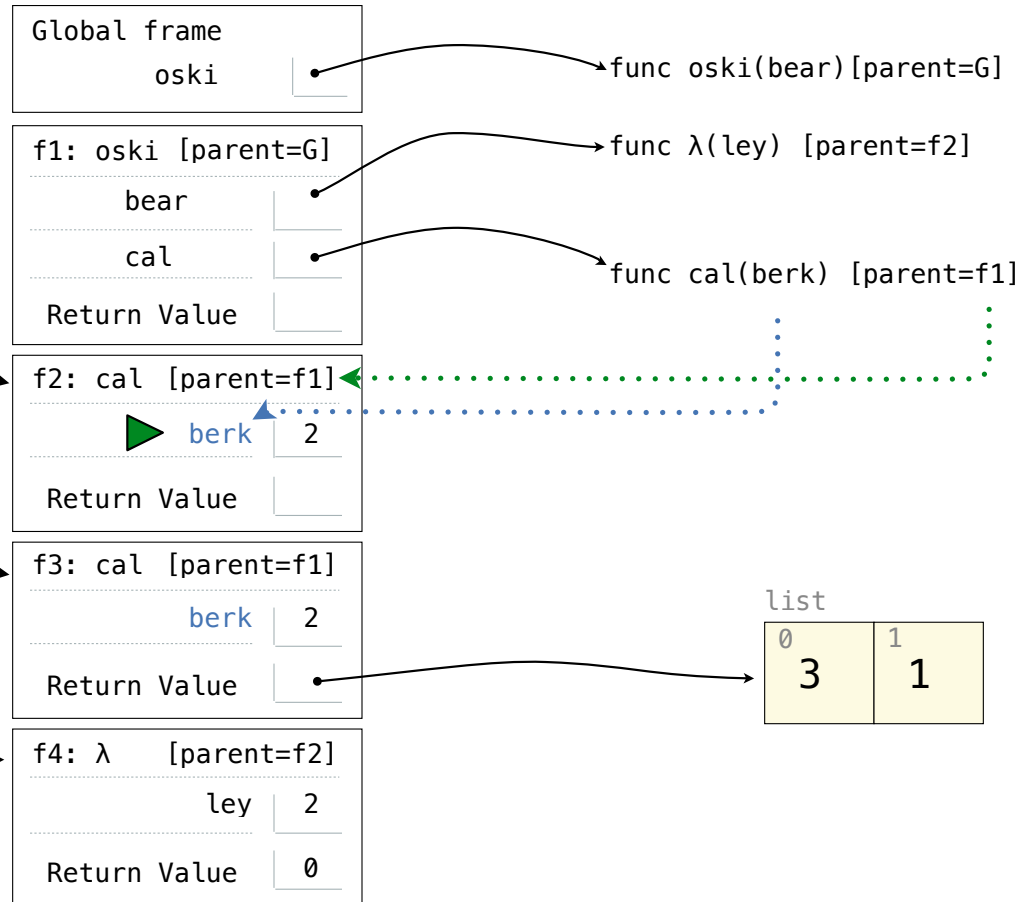 Global frame
oski
func oski(bear)[parent=G]
f1: oski [parent=G]
func λ(ley) [parent=f2]
bear
cal
func cal(berk) [parent=f1]
Return Value
f2: cal [parent=f1]
berk 2
Return Value
f3: cal [parent=f1]
berk 2
Return Value
list
0 1
3 1
f4: λ [parent=f2]
ley 2
Return Value 0